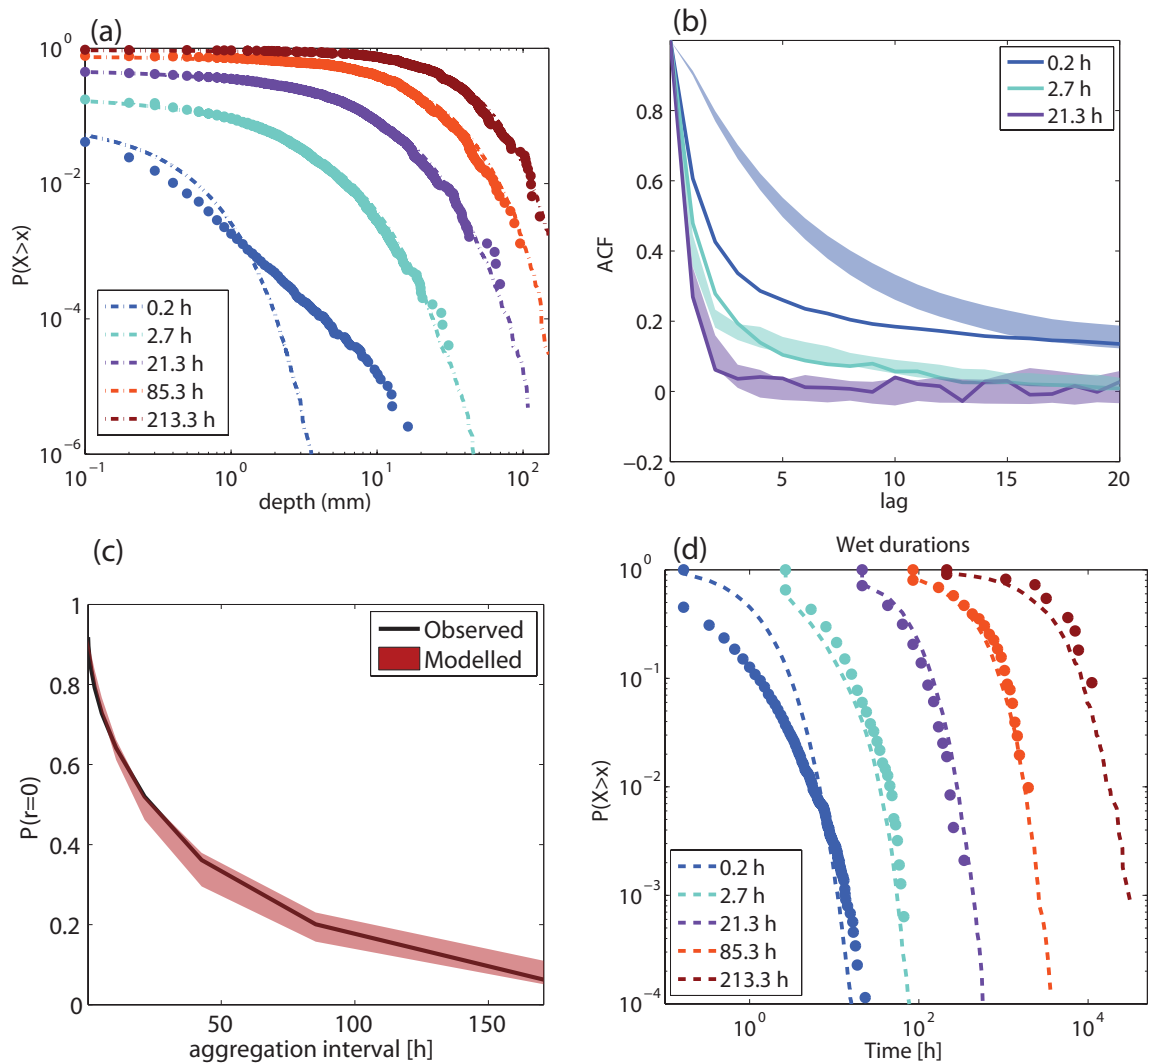 (a)
P(X>x)
10^0
10^-2
10^-4
10^-6
10^-1
10^0
10^1
10^2
depth (mm)
0.2 h
2.7 h
21.3 h
85.3 h
213.3 h
(b)
ACF
0.8
0.6
0.4
0.2
0
−0.2
0
5
10
15
20
lag
0.2 h
2.7 h
21.3 h
(c)
P(r=0)
1
0.8
0.6
0.4
0.2
0
0
50
100
150
aggregation interval [h]
Observed
Modelled
(d)
Wet durations
P(X>x)
10^0
10^-1
10^-2
10^-3
10^-4
10^0
10^2
10^4
Time [h]
0.2 h
2.7 h
21.3 h
85.3 h
213.3 h